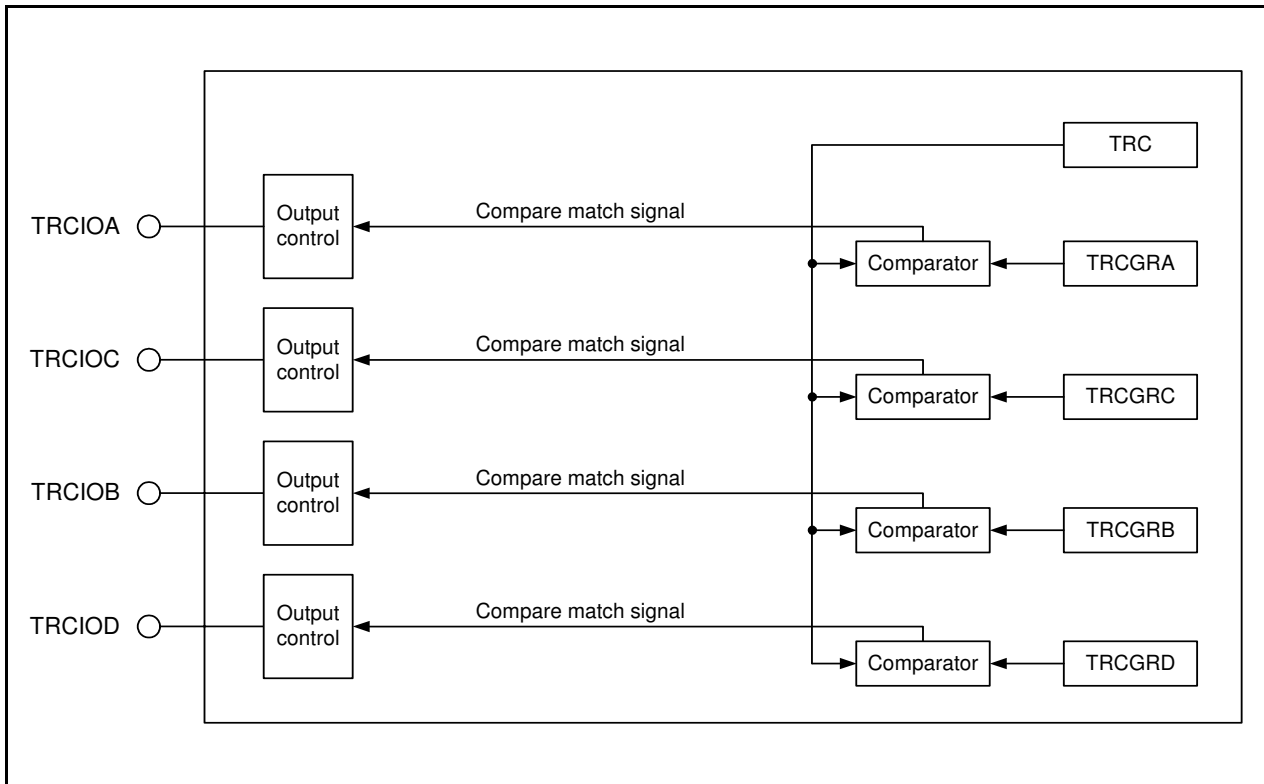 TRC
TRCIOA
Output
control
Compare match signal
Comparator
TRCGRA
TRCIOC
Output
control
Compare match signal
Comparator
TRCGRC
TRCIOB
Output
control
Compare match signal
Comparator
TRCGRB
TRCIOD
Output
control
Compare match signal
Comparator
TRCGRD